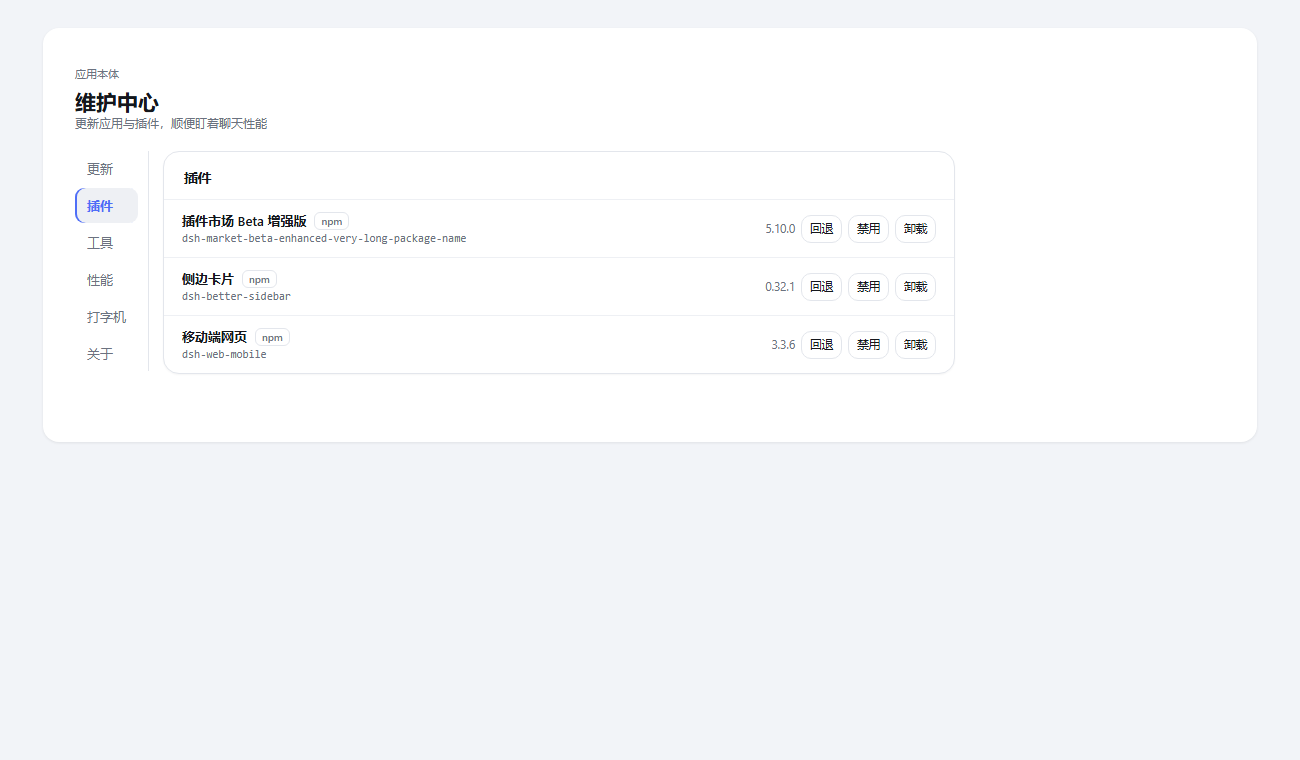 应用本体
维护中心
更新应用与插件，顺便盯着聊天性能
更新
插件
工具
性能
打字机
关于
插件
插件市场 Beta 增强版 npm
dsh-market-beta-enhanced-very-long-package-name
5.10.0 回退 禁用 卸载
侧边卡片 npm
dsh-better-sidebar
0.32.1 回退 禁用 卸载
移动端网页 npm
dsh-web-mobile
3.3.6 回退 禁用 卸载